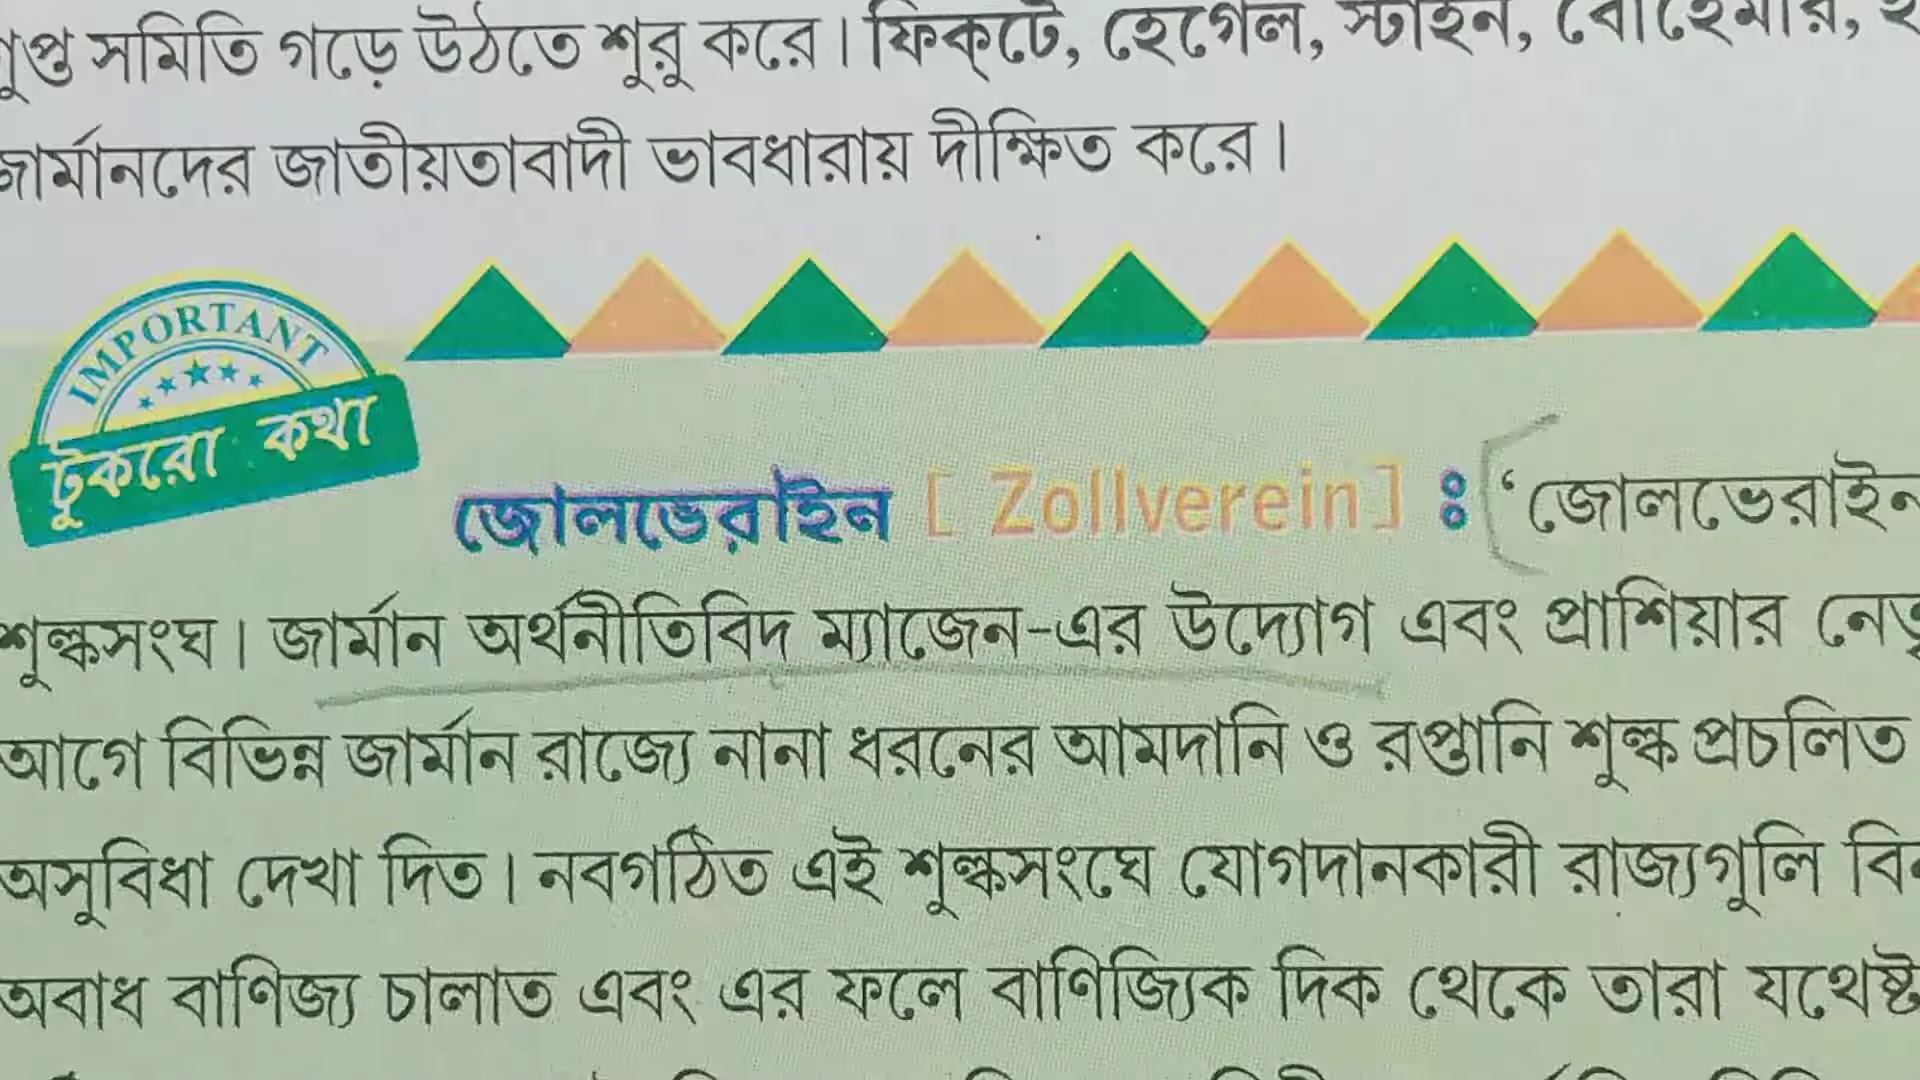 গুপ্ত সমিতি গড়ে উঠতে শুরু করে। ফিক্‌টে, হেগেল, স্টাইন, বোহেমার,
জার্মানদের জাতীয়তাবাদী ভাবধারায় দীক্ষিত করে।
IMPORTANT
টুকরো কথা
জোলভেরাইন [ Zollverein ] ঃ ‘জোলভেরাইন
শুল্কসংঘ। জার্মান অর্থনীতিবিদ ম্যাজেন-এর উদ্যোগ এবং প্রাশিয়ার
আগে বিভিন্ন জার্মান রাজ্যে নানা ধরনের আমদানি ও রপ্তানি শুল্ক প্রচলিত
অসুবিধা দেখা দিত। নবগঠিত এই শুল্কসংঘে যোগদানকারী রাজ্যগুলি
অবাধ বাণিজ্য চালাত এবং এর ফলে বাণিজ্যিক দিক থেকে তারা যথেষ্ট